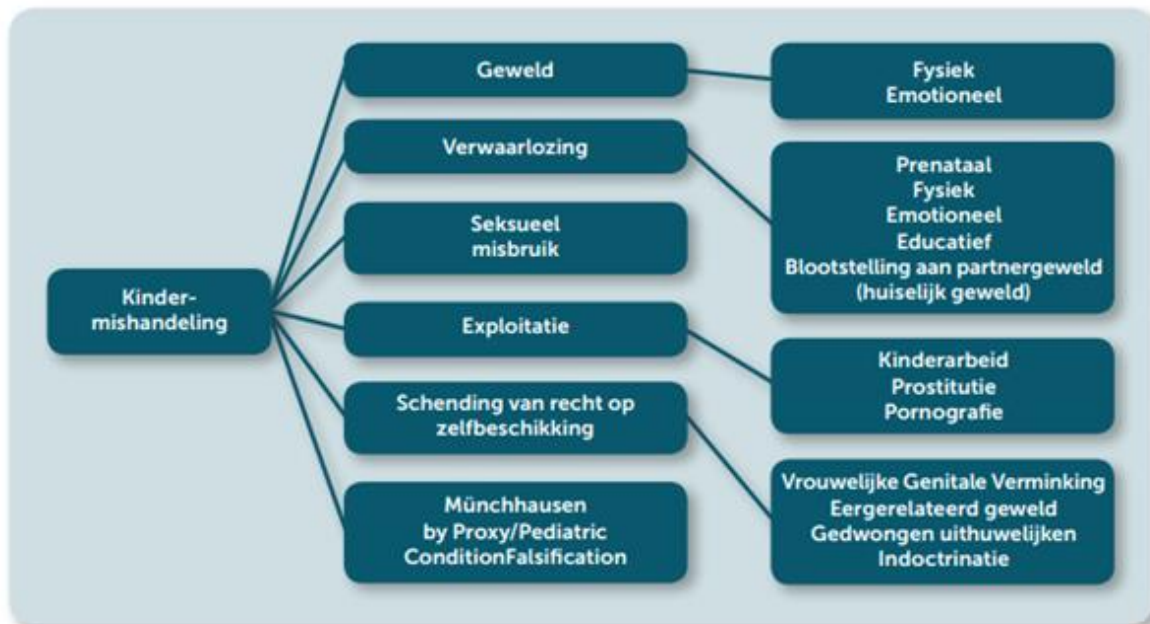 Kinder-
mishandeling
Geweld
Fysiek
Emotioneel
Verwaarlozing
Prenataal
Fysiek
Emotioneel
Educatief
Blootstelling aan partnergeweld
(huiselijk geweld)
Seksueel
misbruik
Exploitatie
Kinderarbeid
Prostitutie
Pornografie
Schending van recht op
zelfbeschikking
Vrouwelijke Genitale Verminking
Eergerelateerd geweld
Gedwongen uithuwelijken
Indoctrinatie
Münchhausen
by Proxy/Pediatric
ConditionFalsification